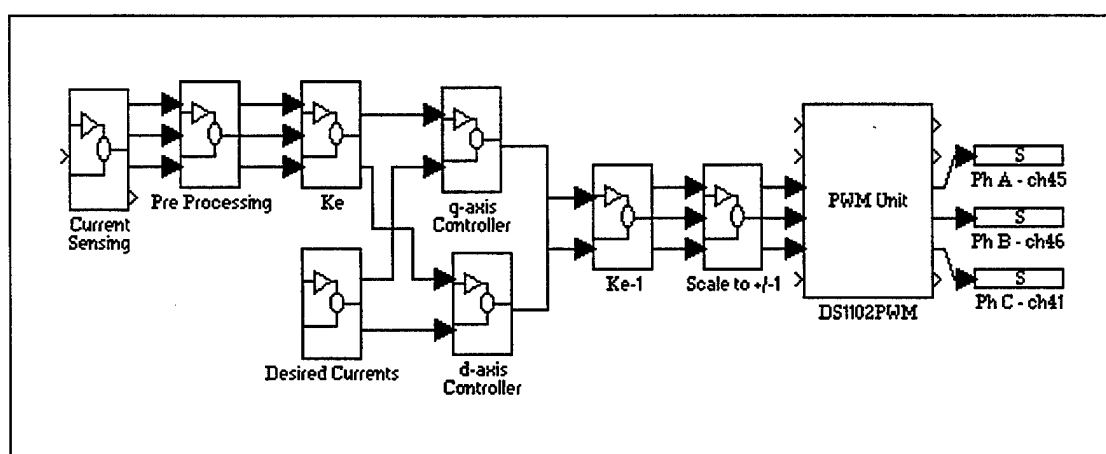 Current
Sensing
Pre Processing
Ke
q-axis
Controller
Desired Currents
d-axis
Controller
Ke-1
Scale to +/-1
PWM Unit
DS1102PWM
S
Ph A - ch45
S
Ph B - ch46
S
Ph C - ch41